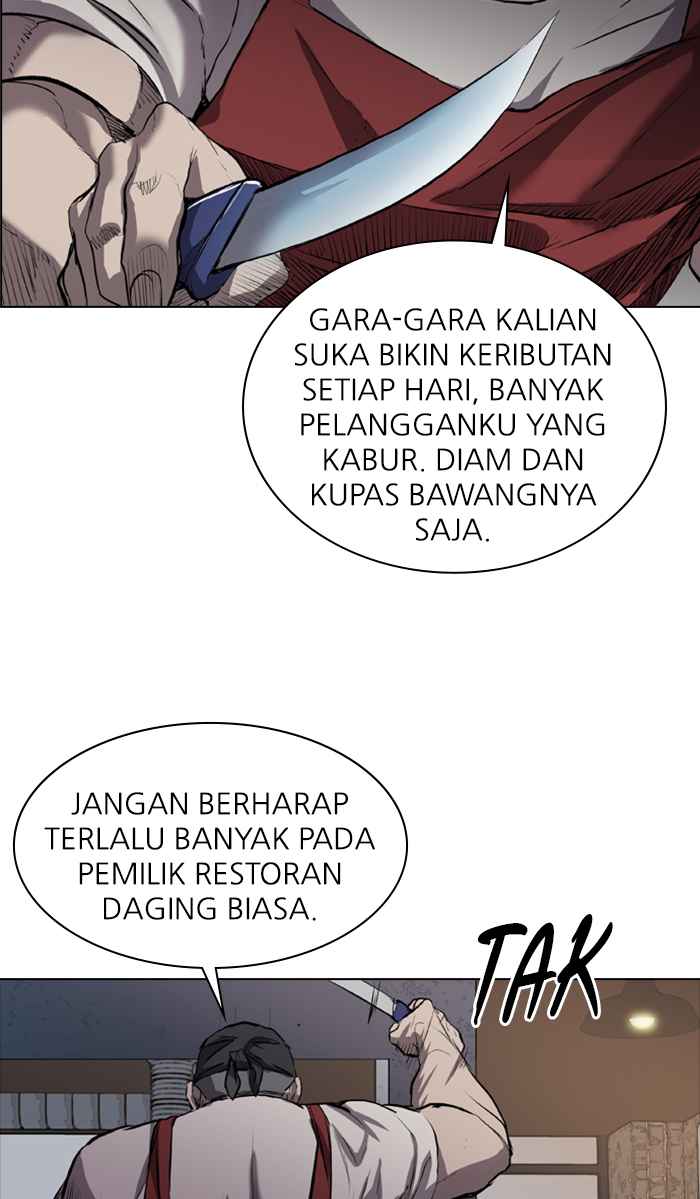 GARA-GARA KALIAN
SUKA BIKIN KERIBUTAN
SETIAP HARI, BANYAK
PELANGGANKU YANG
KABUR. DIAM DAN
KUPAS BAWANGNYA
SAJA.
JANGAN BERHARAP
TERLALU BANYAK PADA
PEMILIK RESTORAN
DAGING BIASA.
TAK